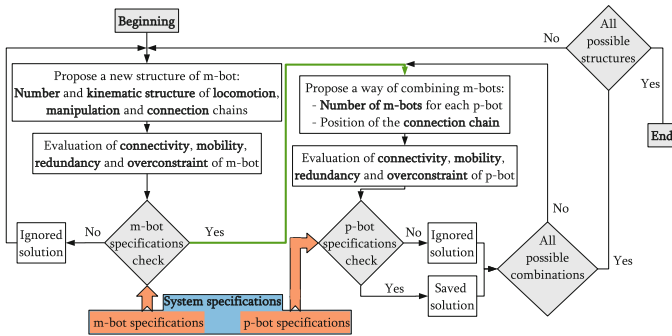 Beginning
No
All
possible
structures
Yes
End
Propose a new structure of m-bot:
Number and kinematic structure of locomotion,
manipulation and connection chains
Evaluation of connectivity, mobility,
redundancy and overconstraint of m-bot
No
m-bot
specifications
check
Yes
Ignored
solution
Propose a way of combining m-bots:
- Number of m-bots for each p-bot
- Position of the connection chain
Evaluation of connectivity, mobility,
redundancy and overconstraint of p-bot
p-bot
specifications
check
No
Ignored
solution
Yes
Saved
solution
No
All
possible
combinations
Yes
System specifications
m-bot specifications
p-bot specifications